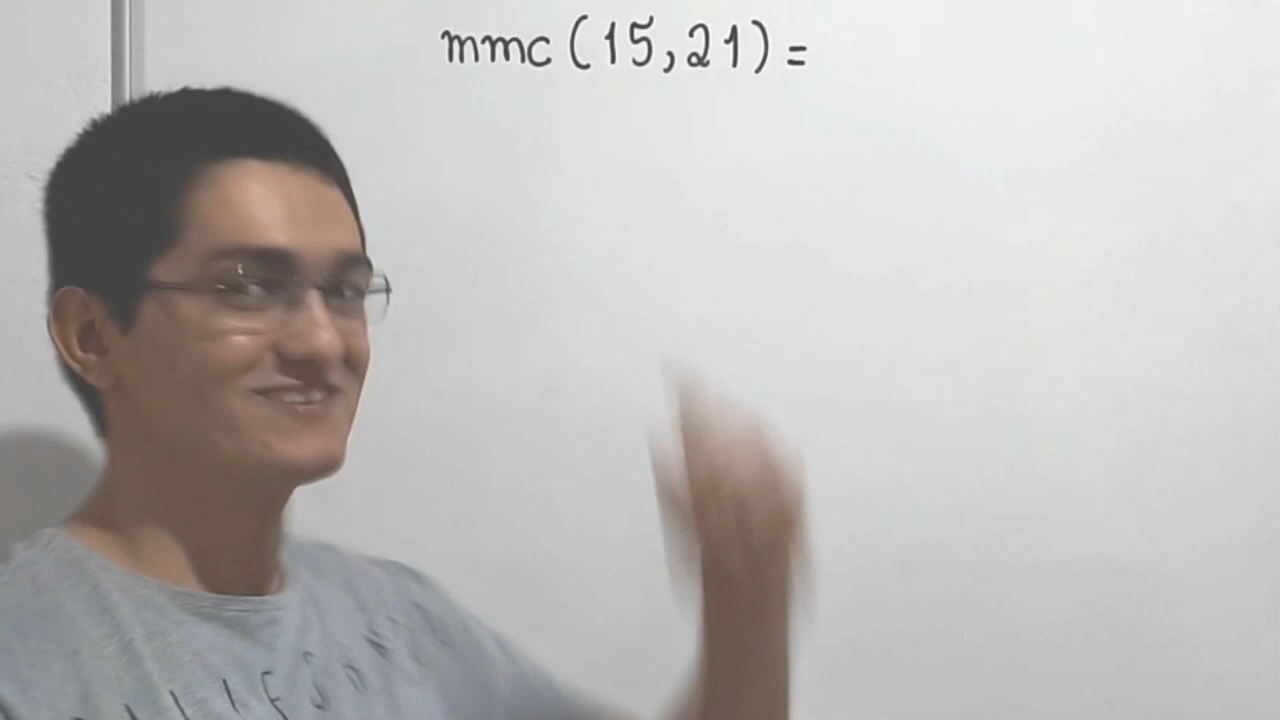 mmc (15,21) =